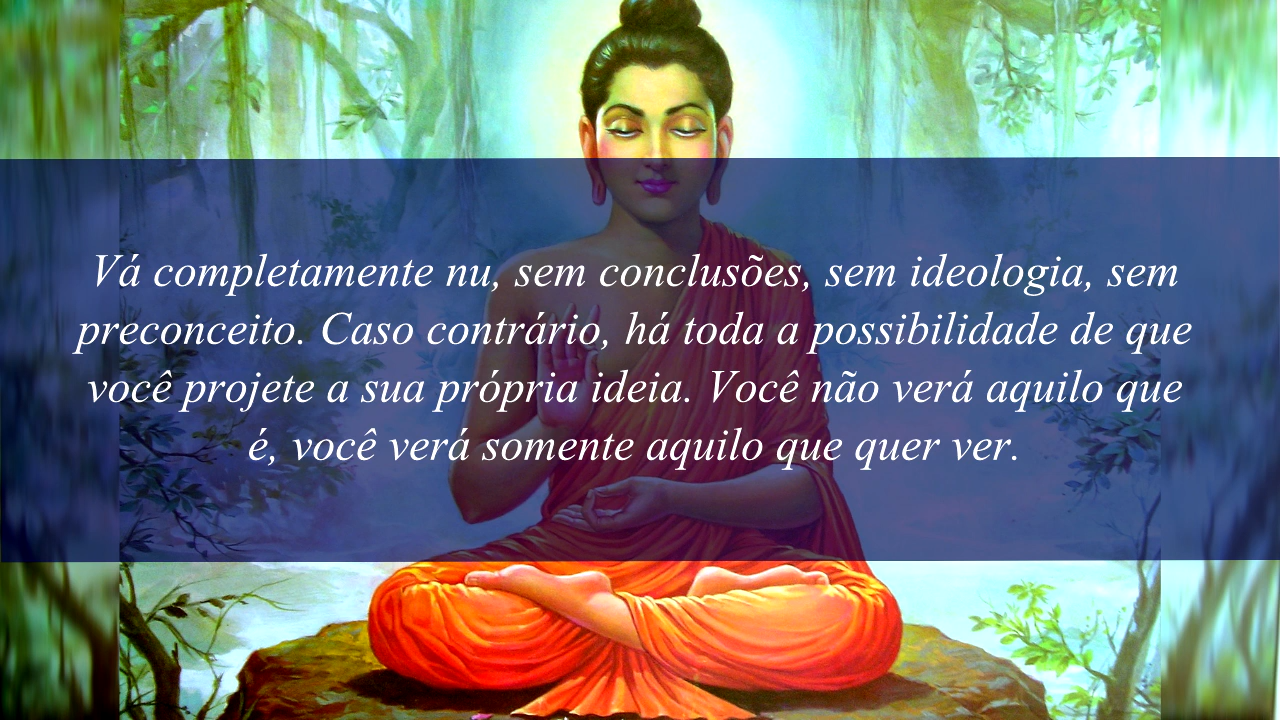 Vá completamente nu, sem conclusões, sem ideologia, sem
preconceito. Caso contrário, há toda a possibilidade de que
você projete a sua própria ideia. Você não verá aquilo que
é, você verá somente aquilo que quer ver.